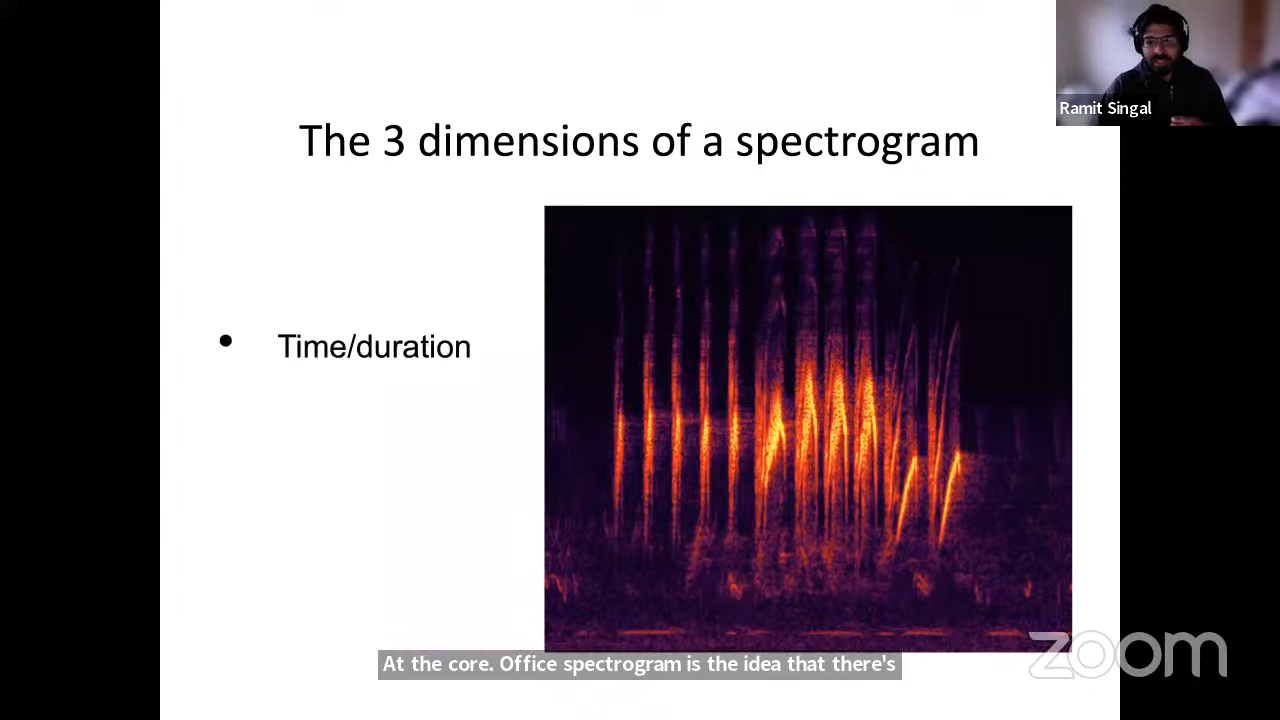 Ramit Singal
The 3 dimensions of a spectrogram
• Time/duration
At the core. Office spectrogram is the idea that there's
zoom